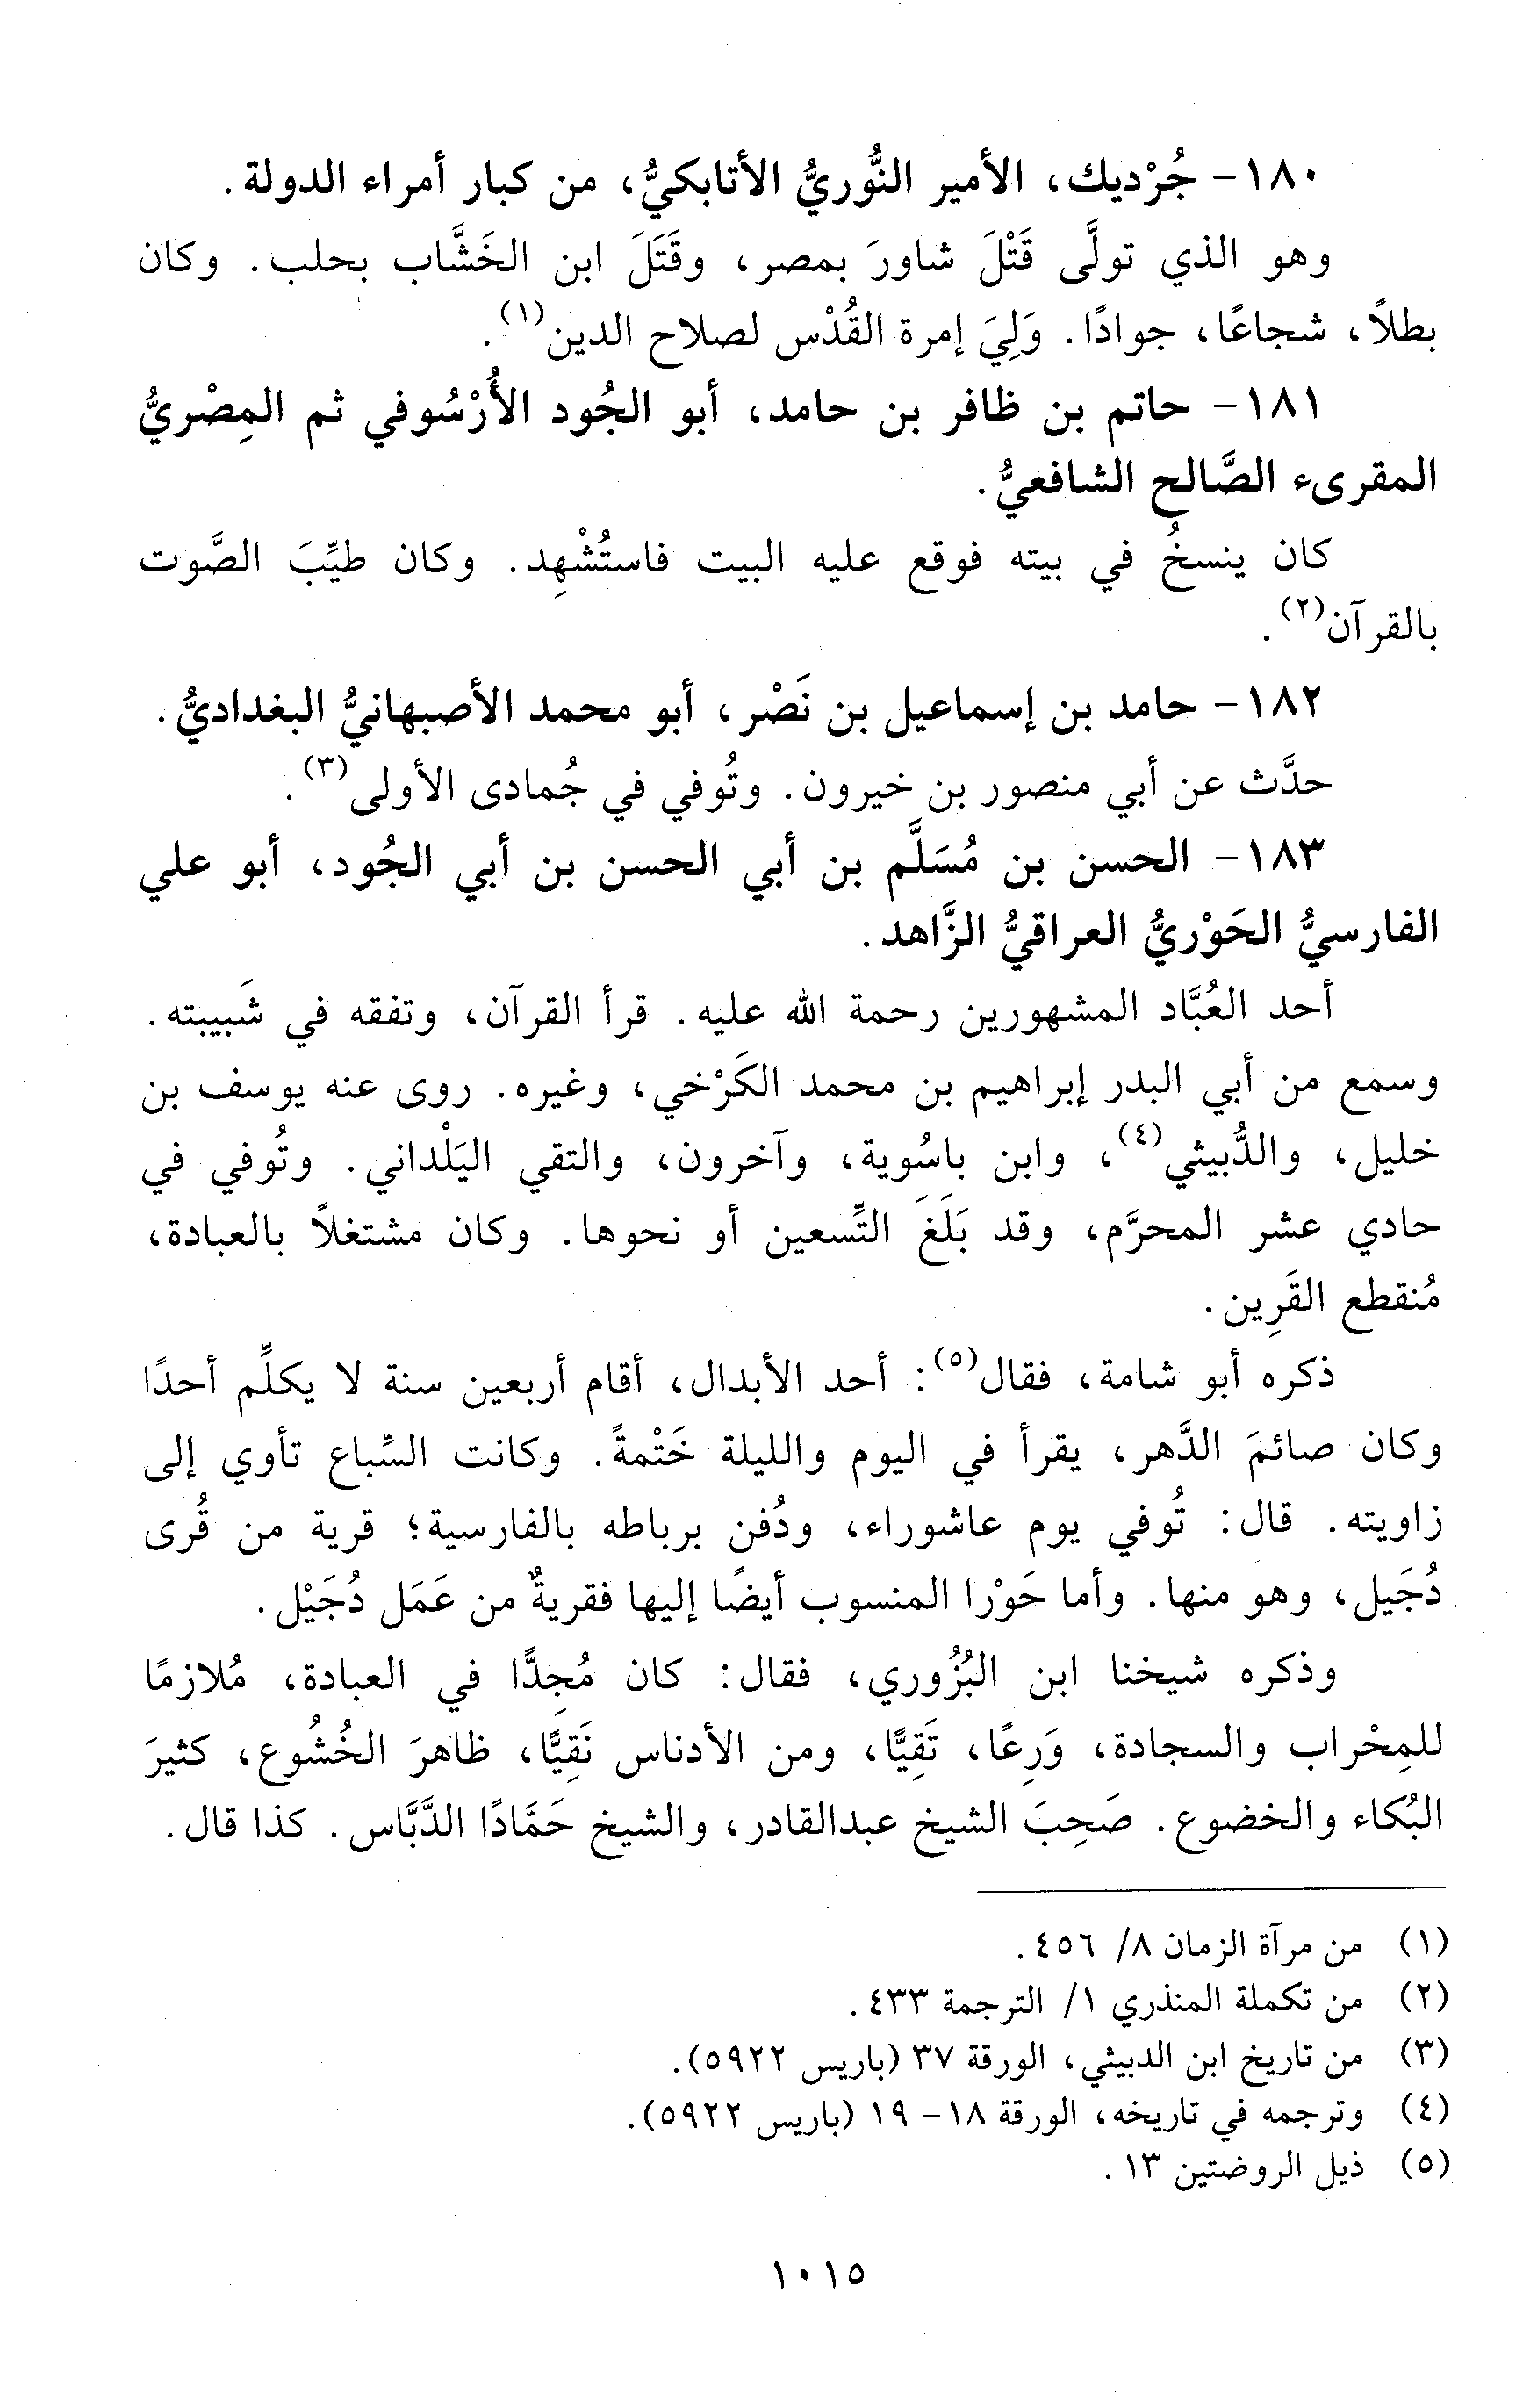 ١٨٠- جُرْديك، الأمير النُّوريُّ الأتابكيُّ، من كبار أمراء الدولة.
وهو الذي تولَّى قَتْلَ شاورَ بمصر، وقَتَلَ ابن الخَشَّاب بحلب. وكان
بطلاً، شجاعًا، جوادًا. وَلِيَ إمرة القُدْس لصلاح الدين(١).
١٨١- حاتم بن ظافر بن حامد، أبو الجُود الأُرْسُوفي ثم المِصْريُّ
المقرىء الصَّالح الشافعيُّ.
كان ينسخُ في بيته فوقع عليه البيت فاستُشْهِد. وكان طيِّبَ الصَّوت
بالقرآن(٢).
١٨٢- حامد بن إسماعيل بن نَصْر، أبو محمد الأصبهانيُّ البغداديُّ.
حدَّث عن أبي منصور بن خيرون. وتُوفي في جُمادى الأولى(٣).
١٨٣- الحسن بن مُسَلَّم بن أبي الحسن بن أبي الجُود، أبو علي
الفارسيُّ الحَوْريُّ العراقيُّ الزَّاهد.
أحد العُبَّاد المشهورين رحمة الله عليه. قرأ القرآن، وتفقه في شَبيبته.
وسمع من أبي البدر إبراهيم بن محمد الكَرْخي، وغيره. روى عنه يوسف بن
خليل، والدُّبيثي(٤)، وابن باسُوية، وآخرون، والتقي اليَلْداني. وتُوفي في
حادي عشر المحرَّم، وقد بَلَغَ التِّسعين أو نحوها. وكان مشتغلاً بالعبادة،
مُنقطع القَرِين.
ذكره أبو شامة، فقال(٥): أحد الأبدال، أقام أربعين سنة لا يكلِّم أحدًا
وكان صائمَ الدَّهر، يقرأ في اليوم والليلة خَتْمةً. وكانت السِّباع تأوي إلى
زاويته. قال: تُوفي يوم عاشوراء، ودُفن برباطه بالفارسية؛ قرية من قُرى
دُجَيل، وهو منها. وأما حَوْرا المنسوب أيضًا إليها فقريةٌ من عَمَل دُجَيْل.
وذكره شيخنا ابن البُزُوري، فقال: كان مُجِدًّا في العبادة، مُلازمًا
للمِحْراب والسجادة، وَرِعًا، تَقِيًّا، ومن الأدناس نَقِيًّا، ظاهرَ الخُشُوع، كثيرَ
البُكاء والخضوع. صَحِبَ الشيخ عبدالقادر، والشيخ حَمَّادًا الدَّبَّاس. كذا قال.
(١) من مرآة الزمان ٨/ ٤٥٦.
(٢) من تكملة المنذري ١/ الترجمة ٤٣٣.
(٣) من تاريخ ابن الدبيثي، الورقة ٣٧ (باريس ٥٩٢٢).
(٤) وترجمه في تاريخه، الورقة ١٨- ١٩ (باريس ٥٩٢٢).
(٥) ذيل الروضتين ١٣.
١٠١٥